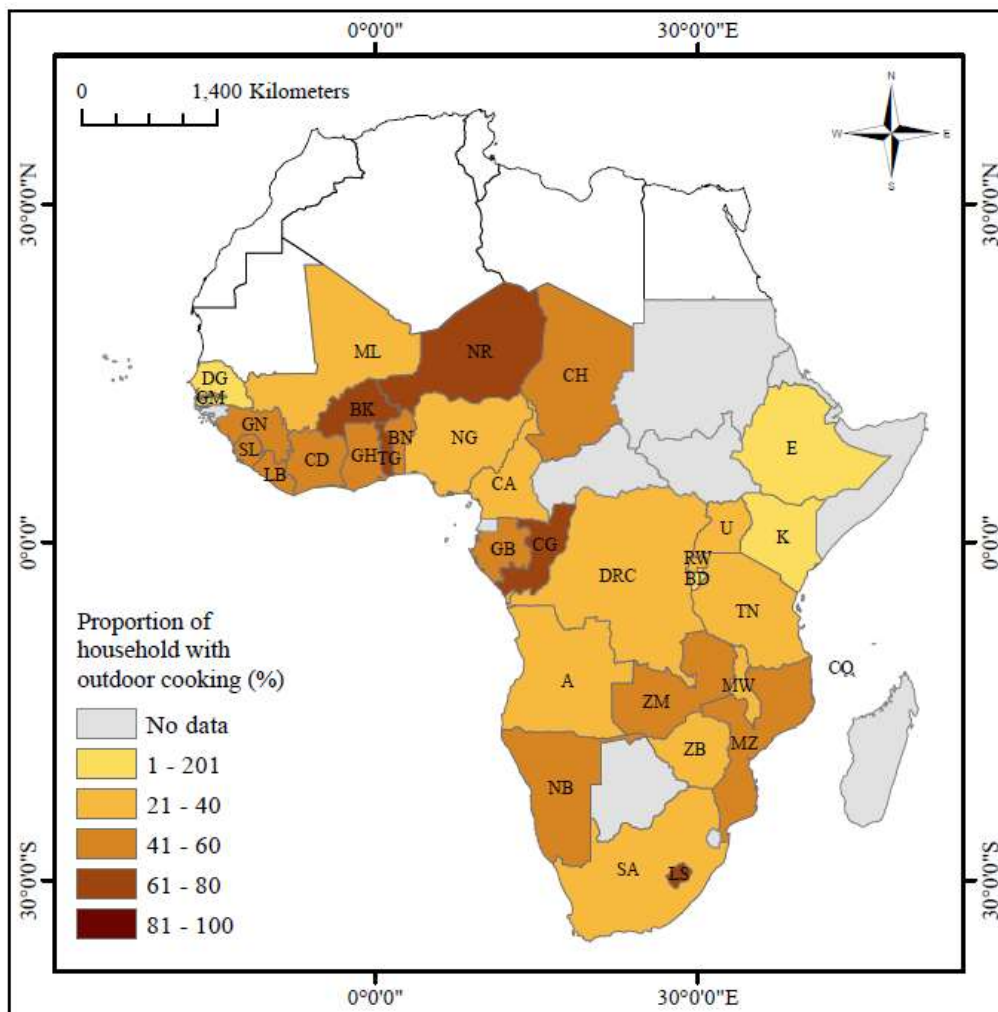 0°0'0" 30°0'0"E
0 1,400 Kilometers
N
W E
S
30°0'0"N 30°0'0"N
ML NR CH
DG
GM
BK
GN BN NG E
SL CD GH TG
LB CA
0°0'0" 0°0'0"
U K
GB CG
RW
DRC BD
TN
Proportion of
household with
outdoor cooking (%)
No data
1 - 201
21 - 40
41 - 60
61 - 80
81 - 100
CO
A ZM MW
ZB MZ
NB
SA LS
30°0'0"S 30°0'0"S
0°0'0" 30°0'0"E